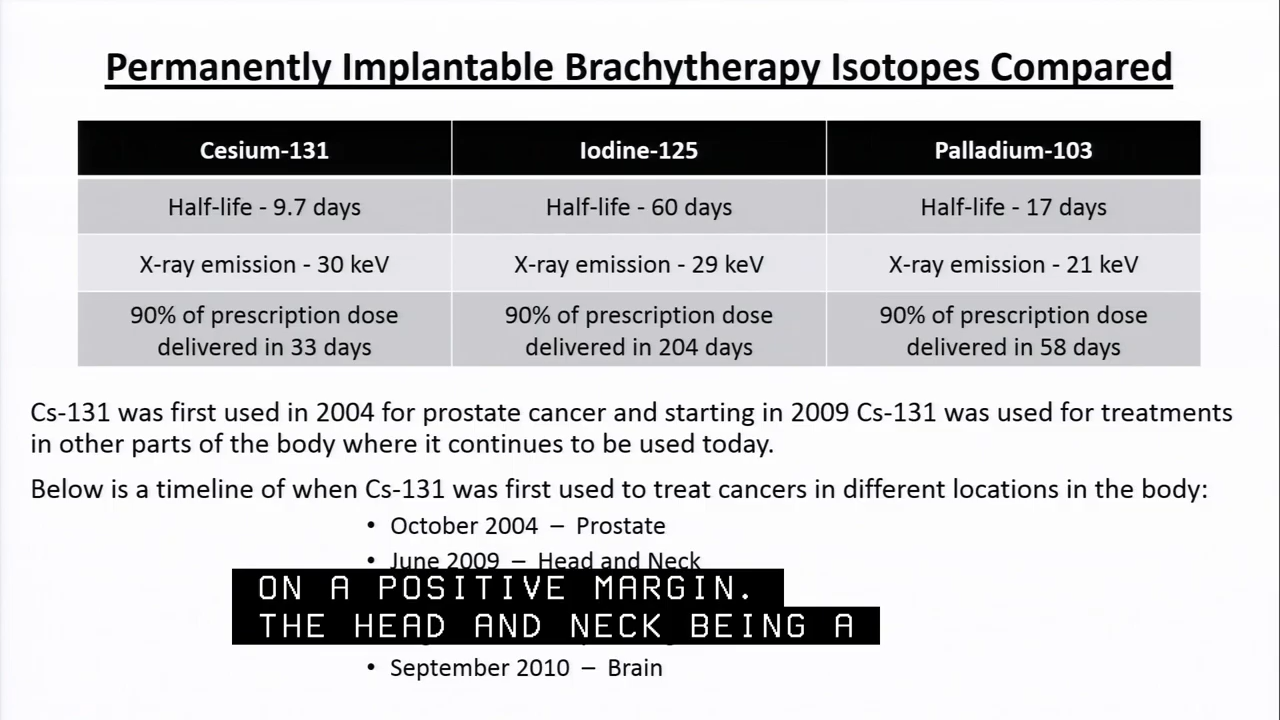 Permanently Implantable Brachytherapy Isotopes Compared
Cesium-131 Iodine-125 Palladium-103
Half-life - 9.7 days Half-life - 60 days Half-life - 17 days
X-ray emission - 30 keV X-ray emission - 29 keV X-ray emission - 21 keV
90% of prescription dose 90% of prescription dose 90% of prescription dose
delivered in 33 days delivered in 204 days delivered in 58 days
Cs-131 was first used in 2004 for prostate cancer and starting in 2009 Cs-131 was used for treatments
in other parts of the body where it continues to be used today.
Below is a timeline of when Cs-131 was first used to treat cancers in different locations in the body:
• October 2004 – Prostate
• June 2009 – Head and Neck
ON A POSITIVE MARGIN.
THE HEAD AND NECK BEING A
• September 2010 – Brain